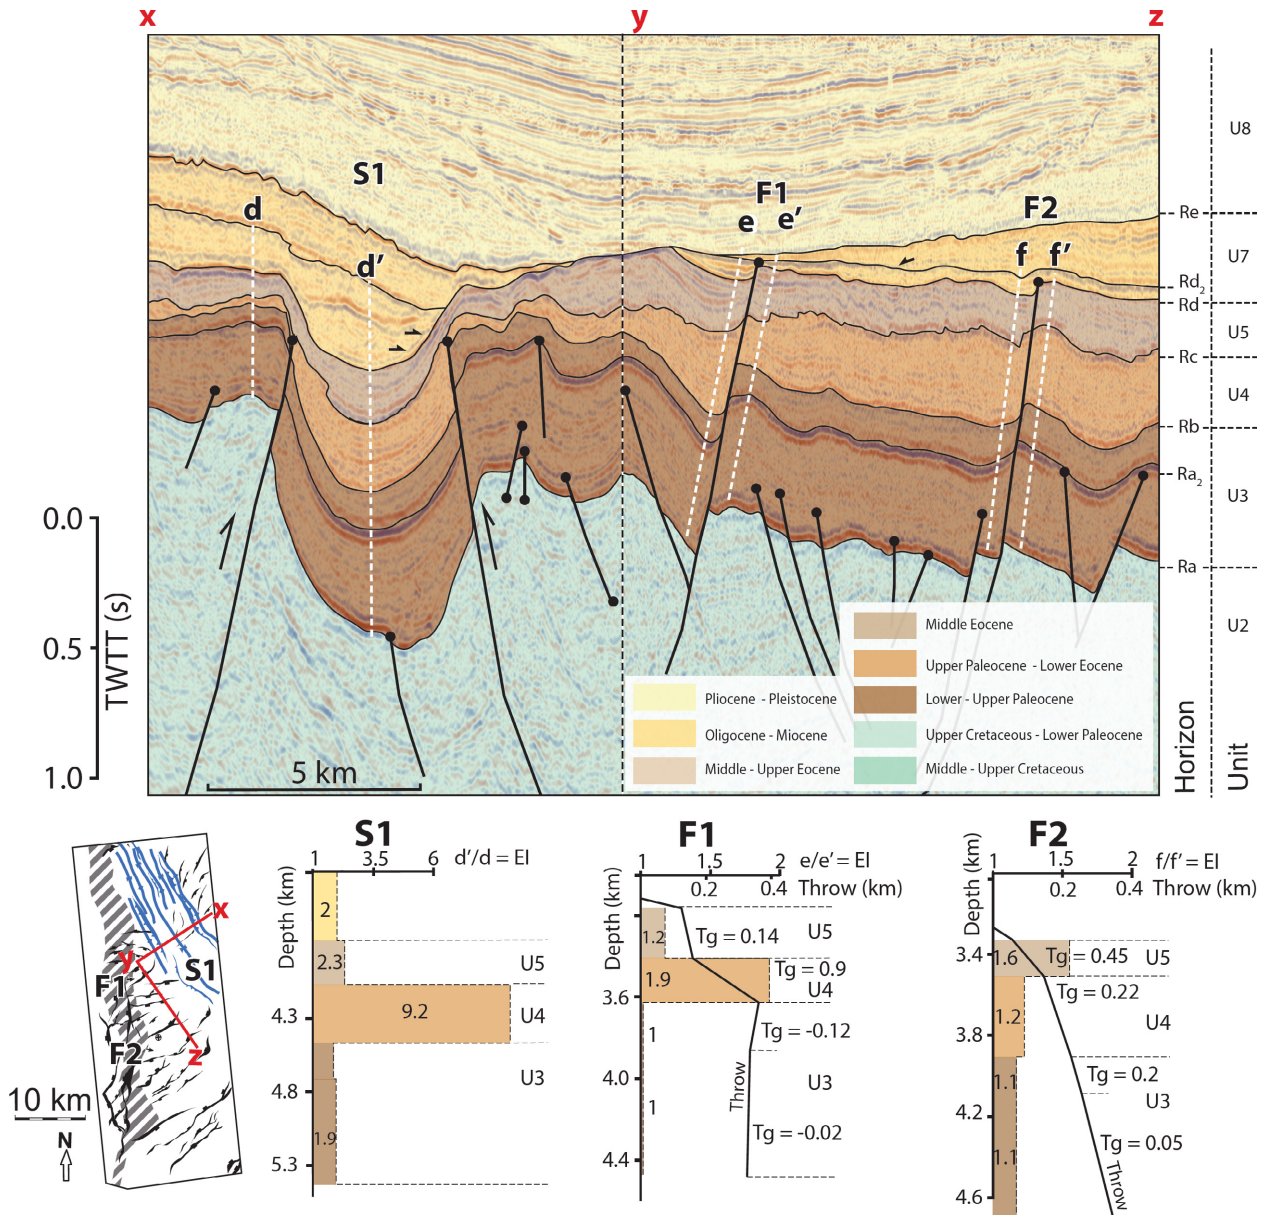 x
y
z
S1
d
d′
F1
e
e′
F2
f
f′
U8
Re
U7
Rd2
Rd
U5
Rc
U4
Rb
Ra2
U3
Ra
U2
Horizon
Unit
TWTT (s)
0.0
0.5
1.0
5 km
Middle Eocene
Upper Paleocene - Lower Eocene
Pliocene - Pleistocene
Lower - Upper Paleocene
Oligocene - Miocene
Upper Cretaceous - Lower Paleocene
Middle - Upper Eocene
Middle - Upper Cretaceous
x
y
z
S1
F1
F2
10 km
N
S1
1
3.5
6
d′/d = EI
Depth (km)
4.3
4.8
5.3
2
2.3
9.2
1.9
U5
U4
U3
F1
1
1.5
2
e/e′ = EI
0.2
0.4
Throw (km)
Depth (km)
3.6
4.0
4.4
1.2
1.9
1
1
Tg = 0.14
U5
Tg = 0.9
U4
Tg = -0.12
U3
Tg = -0.02
Throw
F2
1
1.5
2
f/f′ = EI
0.2
0.4
Throw (km)
Depth (km)
3.4
3.8
4.2
4.6
1.6
1.2
1.1
1.1
Tg = 0.45
U5
Tg = 0.22
U4
Tg = 0.2
U3
Tg = 0.05
Throw